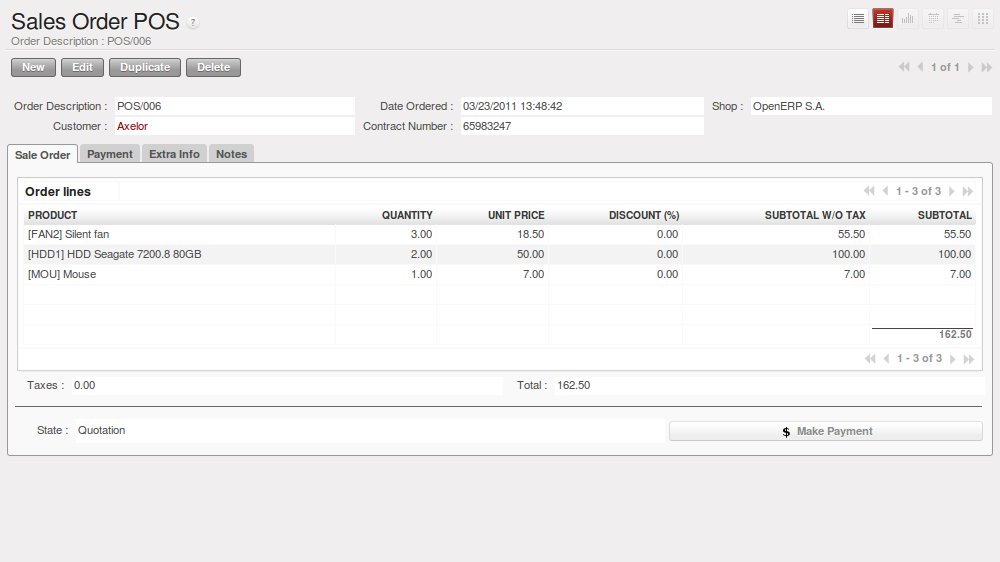 Sales Order POS ?
Order Description : POS/006
New Edit Duplicate Delete 1 of 1
Order Description : POS/006 Date Ordered : 03/23/2011 13:48:42 Shop : OpenERP S.A.
Customer : Axelor Contract Number : 65983247
Sale Order Payment Extra Info Notes
Order lines 1 - 3 of 3
PRODUCT QUANTITY UNIT PRICE DISCOUNT (%) SUBTOTAL W/O TAX SUBTOTAL
[FAN2] Silent fan 3.00 18.50 0.00 55.50 55.50
[HDD1] HDD Seagate 7200.8 80GB 2.00 50.00 0.00 100.00 100.00
[MOU] Mouse 1.00 7.00 0.00 7.00 7.00
162.50
1 - 3 of 3
Taxes : 0.00 Total : 162.50
State : Quotation $ Make Payment